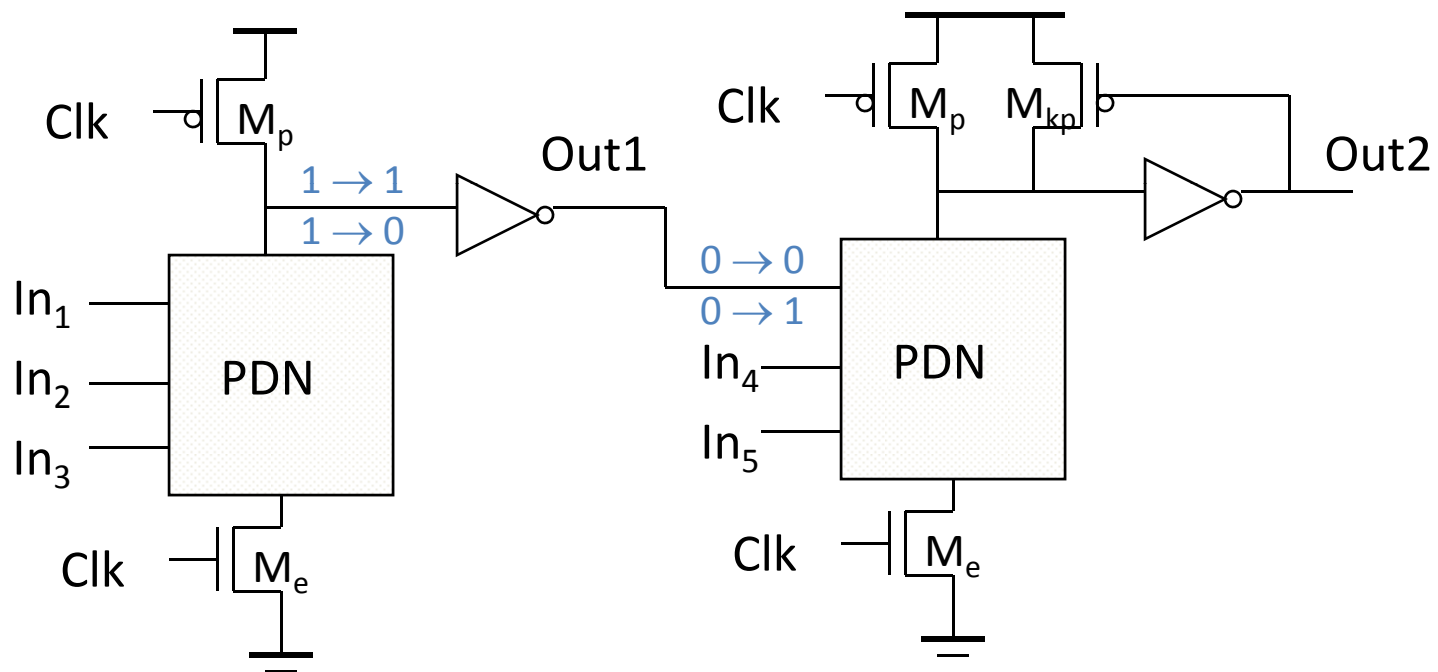 Clk
M_p
1 → 1
1 → 0
Out1
In_1
In_2
In_3
PDN
Clk
M_e
Clk
M_p
M_kp
Out2
0 → 0
0 → 1
In_4
In_5
PDN
Clk
M_e